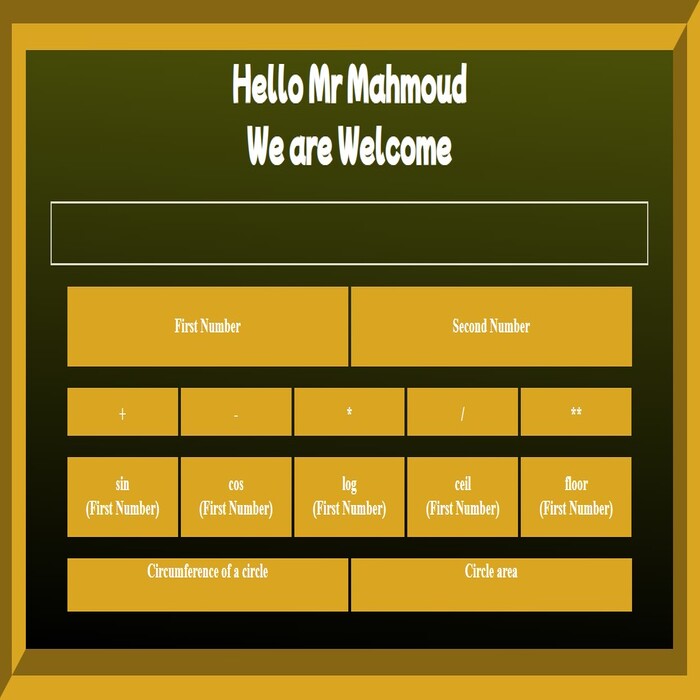 Hello Mr Mahmoud
We are Welcome
First Number
Second Number
+
-
*
/
**
sin
(First Number)
cos
(First Number)
log
(First Number)
ceil
(First Number)
floor
(First Number)
Circumference of a circle
Circle area